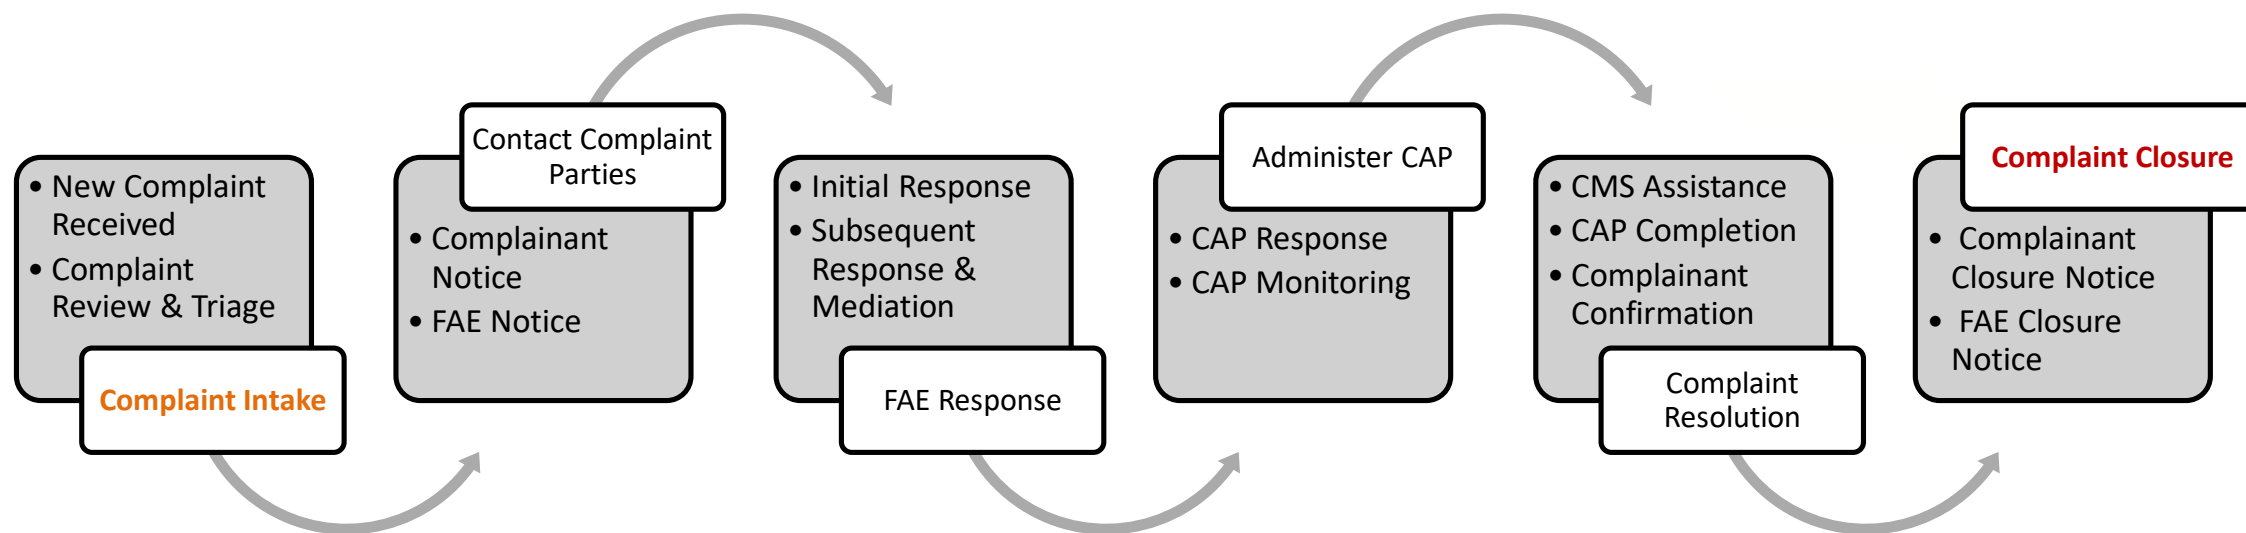 • New Complaint
Received
• Complaint
Review & Triage
Complaint Intake
Contact Complaint
Parties
• Complainant
Notice
• FAE Notice
• Initial Response
• Subsequent
Response &
Mediation
FAE Response
Administer CAP
• CAP Response
• CAP Monitoring
• CMS Assistance
• CAP Completion
• Complainant
Confirmation
Complaint
Resolution
Complaint Closure
• Complainant
Closure Notice
• FAE Closure
Notice